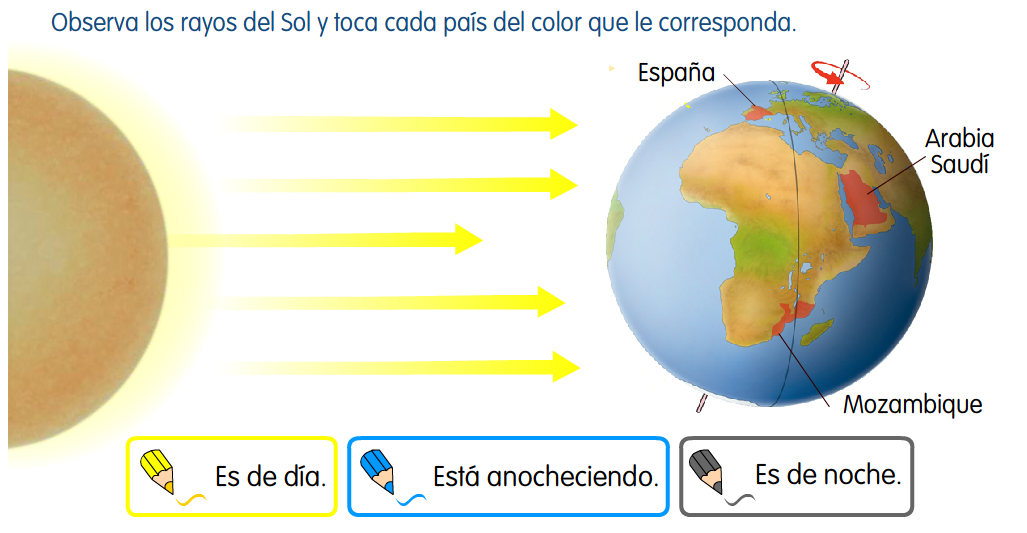 Observa los rayos del Sol y toca cada país del color que le corresponda.
España
Arabia
Saudí
Mozambique
Es de día.
Está anocheciendo.
Es de noche.